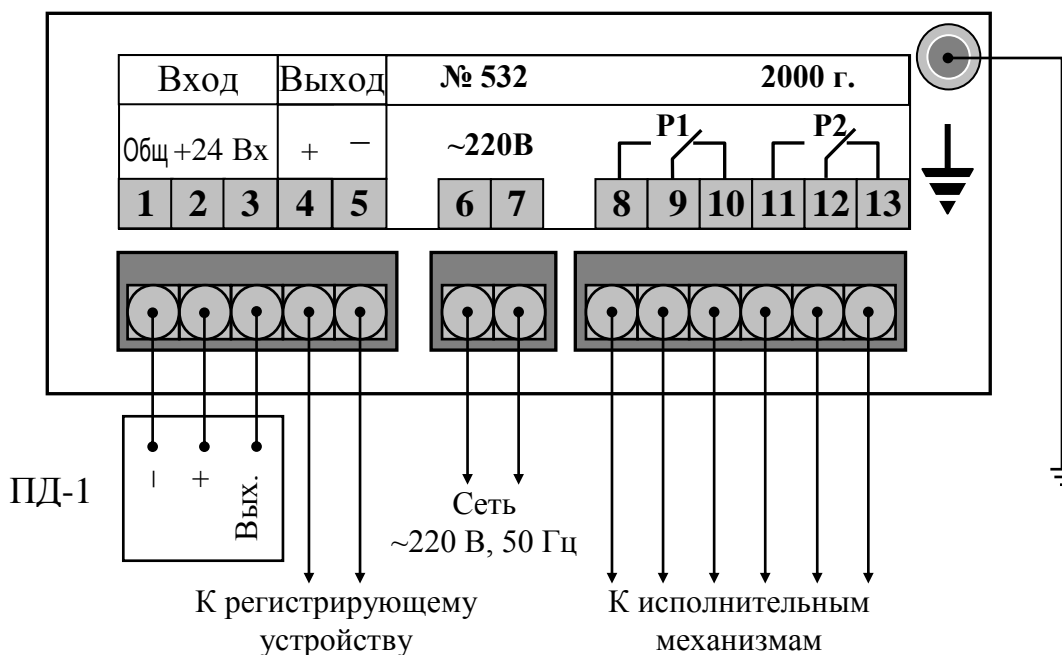 Вход Выход № 532 2000 г.
Общ +24 Вх + – ~220В Р1 Р2
1 2 3 4 5 6 7 8 9 10 11 12 13
ПД-1
– + Вых.
Сеть
~220 В, 50 Гц
К регистрирующему
устройству
К исполнительным
механизмам